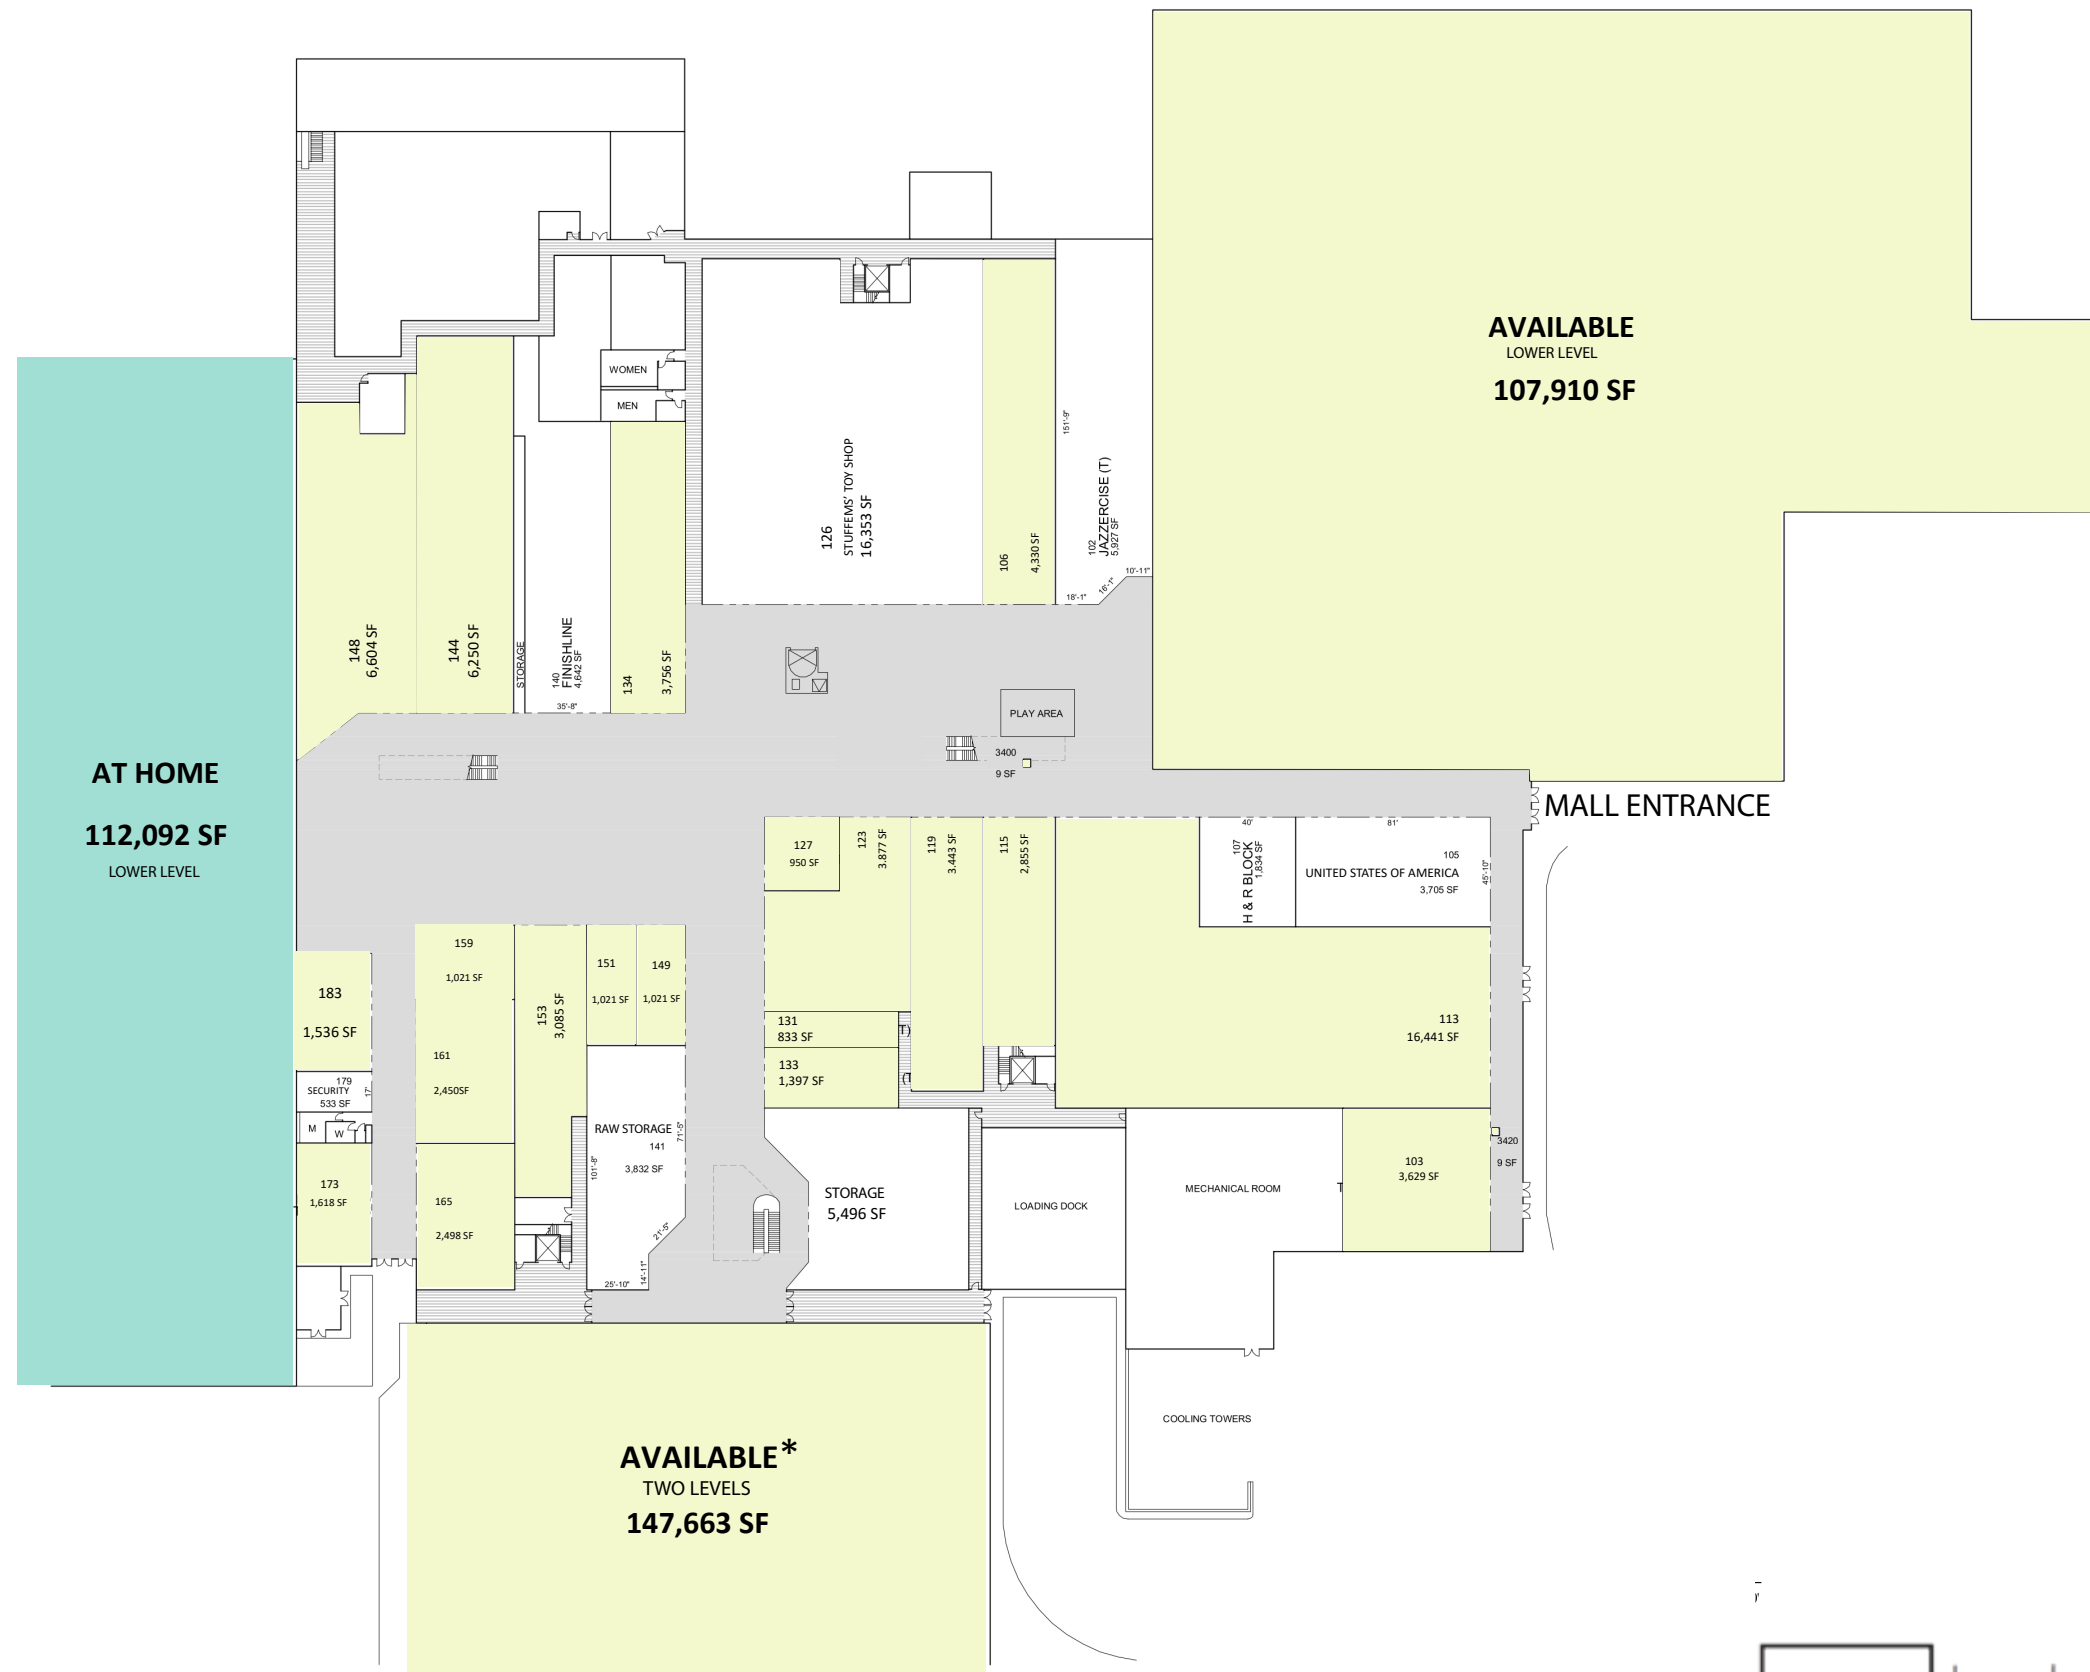 AVAILABLE
LOWER LEVEL
107,910 SF
WOMEN
MEN
126
STUFFEMS' TOY SHOP
16,353 SF
106
4,330 SF
151'-9"
102
JAZZERCISE (T)
5,927 SF
10'-11"
16'-1"
18'-1"
148
6,604 SF
144
6,250 SF
STORAGE
140
FINISHLINE
4,642 SF
35'-8"
134
3,756 SF
PLAY AREA
3400
9 SF
AT HOME
112,092 SF
LOWER LEVEL
MALL ENTRANCE
127
950 SF
123
3.877 SF
119
3.443 SF
115
2,855 SF
40'
107
H & R BLOCK
1,834 SF
81'
105
UNITED STATES OF AMERICA
3,705 SF
45'-10"
159
1,021 SF
183
1,536 SF
153
3,085 SF
151
1,021 SF
149
1,021 SF
131
833 SF
T)
133
1,397 SF
(T
113
16,441 SF
161
2,450SF
179
SECURITY
533 SF
17'
M
W
RAW STORAGE
141
3,832 SF
71'-5"
101'-8"
21'-5"
14'-11"
25'-10"
173
1,618 SF
165
2,498 SF
STORAGE
5,496 SF
LOADING DOCK
MECHANICAL ROOM
T
103
3,629 SF
3420
9 SF
COOLING TOWERS
AVAILABLE*
TWO LEVELS
147,663 SF